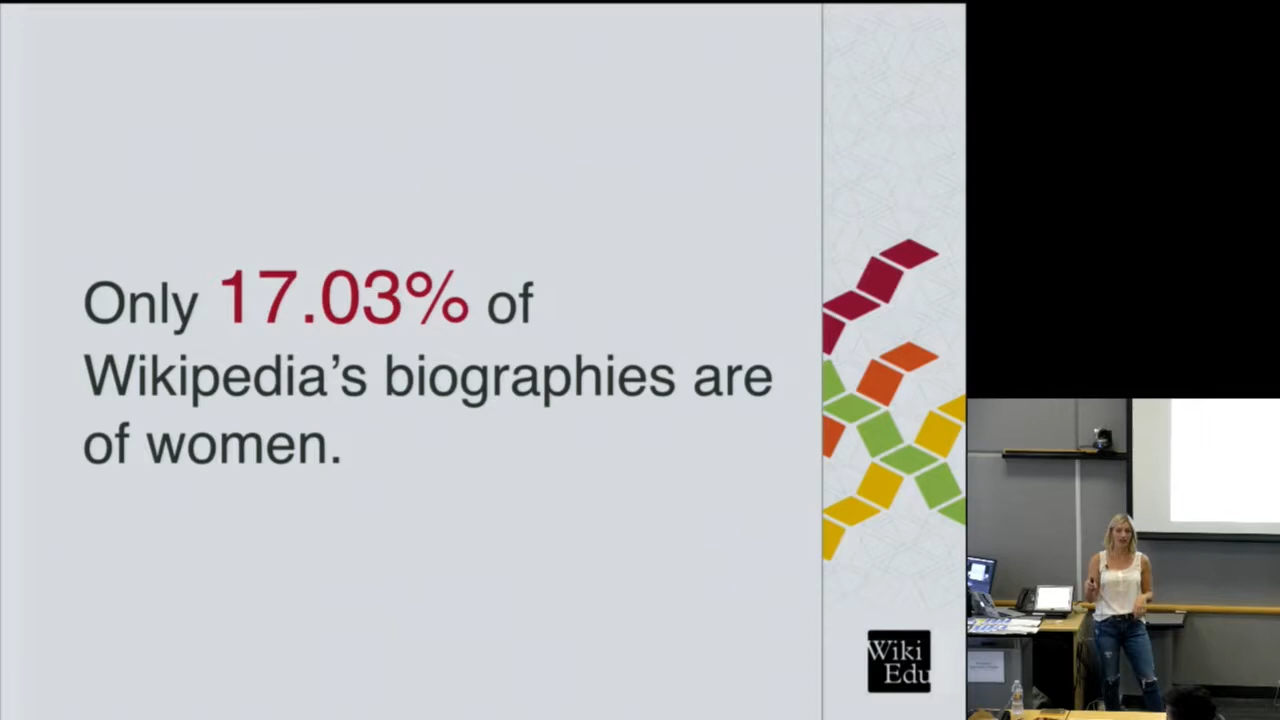 Only 17.03% of
Wikipedia’s biographies are
of women.
Wiki
Edu